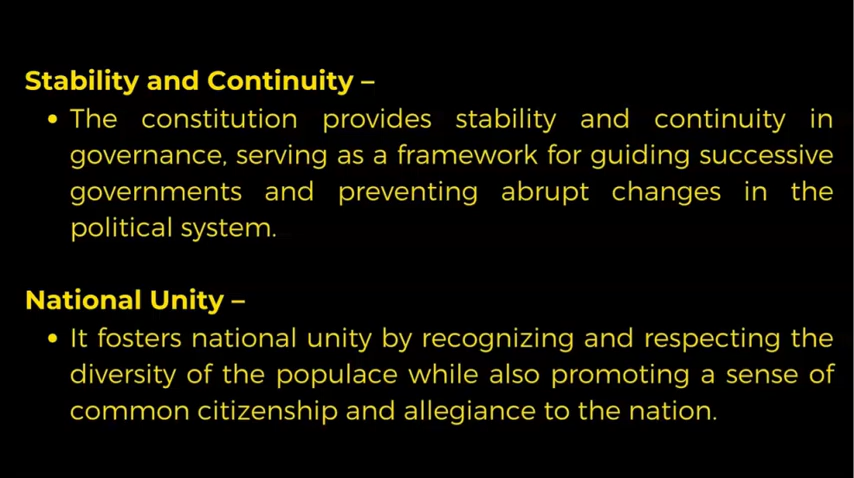 Stability and Continuity –
• The constitution provides stability and continuity in
governance, serving as a framework for guiding successive
governments and preventing abrupt changes in the
political system.
National Unity –
• It fosters national unity by recognizing and respecting the
diversity of the populace while also promoting a sense of
common citizenship and allegiance to the nation.